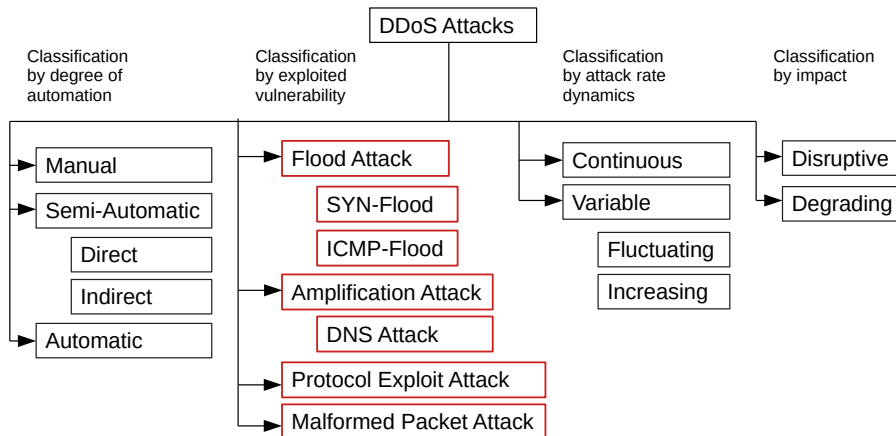 DDoS Attacks
Classification
by degree of
automation
Classification
by exploited
vulnerability
Classification
by attack rate
dynamics
Classification
by impact
Manual
Semi-Automatic
Direct
Indirect
Automatic
Flood Attack
SYN-Flood
ICMP-Flood
Amplification Attack
DNS Attack
Protocol Exploit Attack
Malformed Packet Attack
Continuous
Variable
Fluctuating
Increasing
Disruptive
Degrading